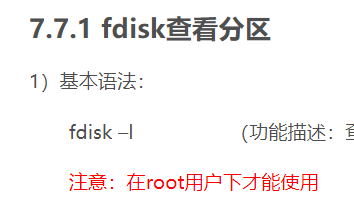 7.7.1 fdisk查看分区
1）基本语法：
fdisk –l (功能描述：
注意：在root用户下才能使用